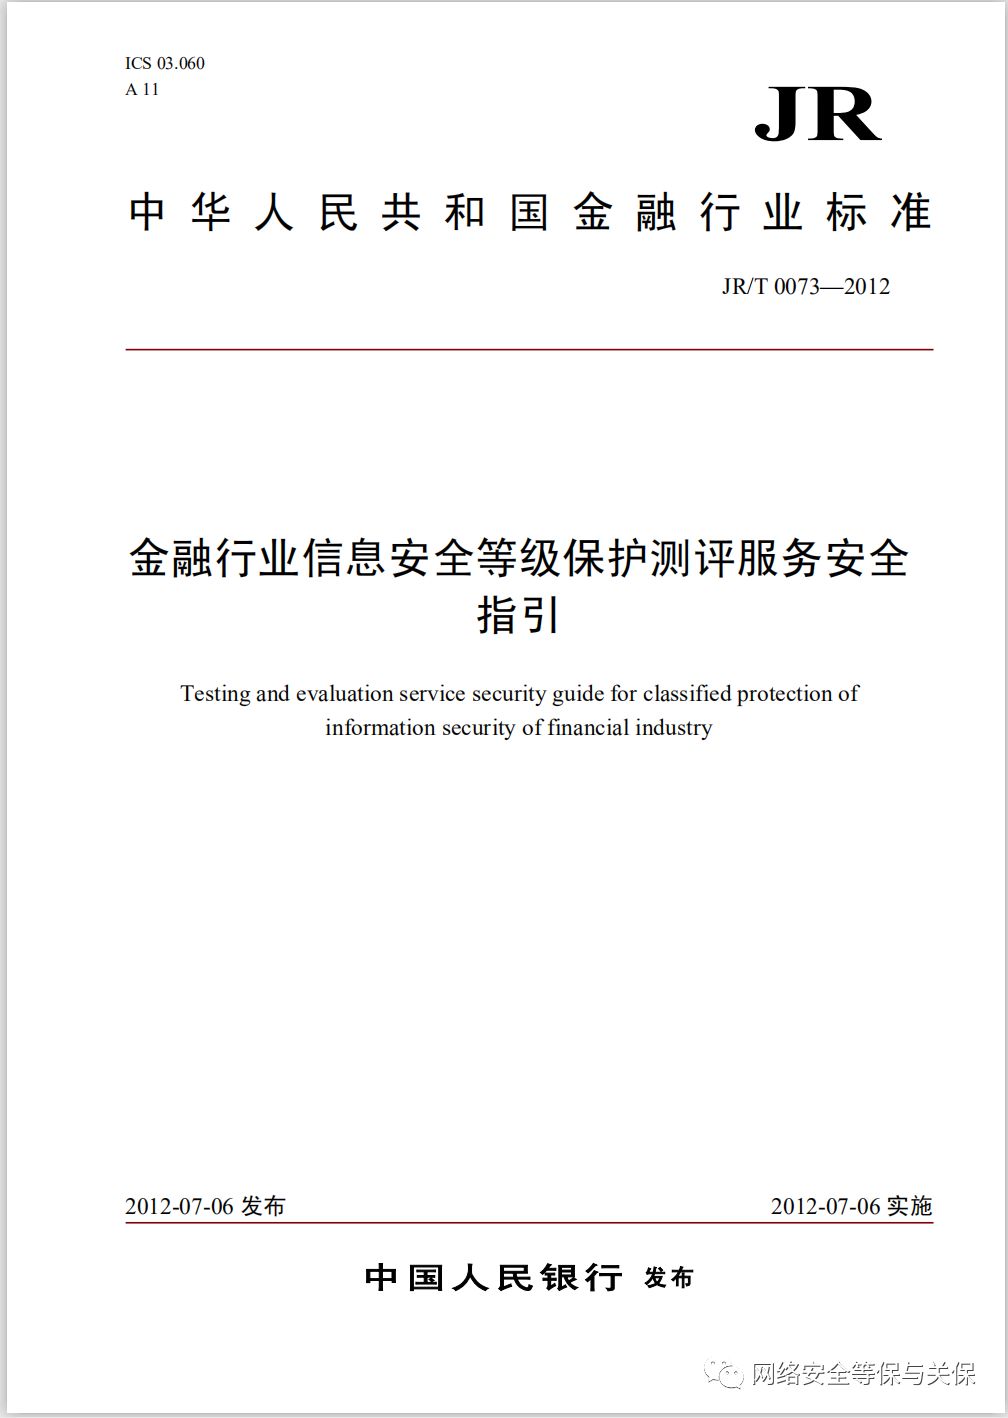 ICS 03.060
A 11
JR
中华人民共和国金融行业标准
JR/T 0073—2012
金融行业信息安全等级保护测评服务安全
指引
Testing and evaluation service security guide for classified protection of
information security of financial industry
2012-07-06 发布
2012-07-06 实施
中国人民银行 发布
网络安全等保与关保